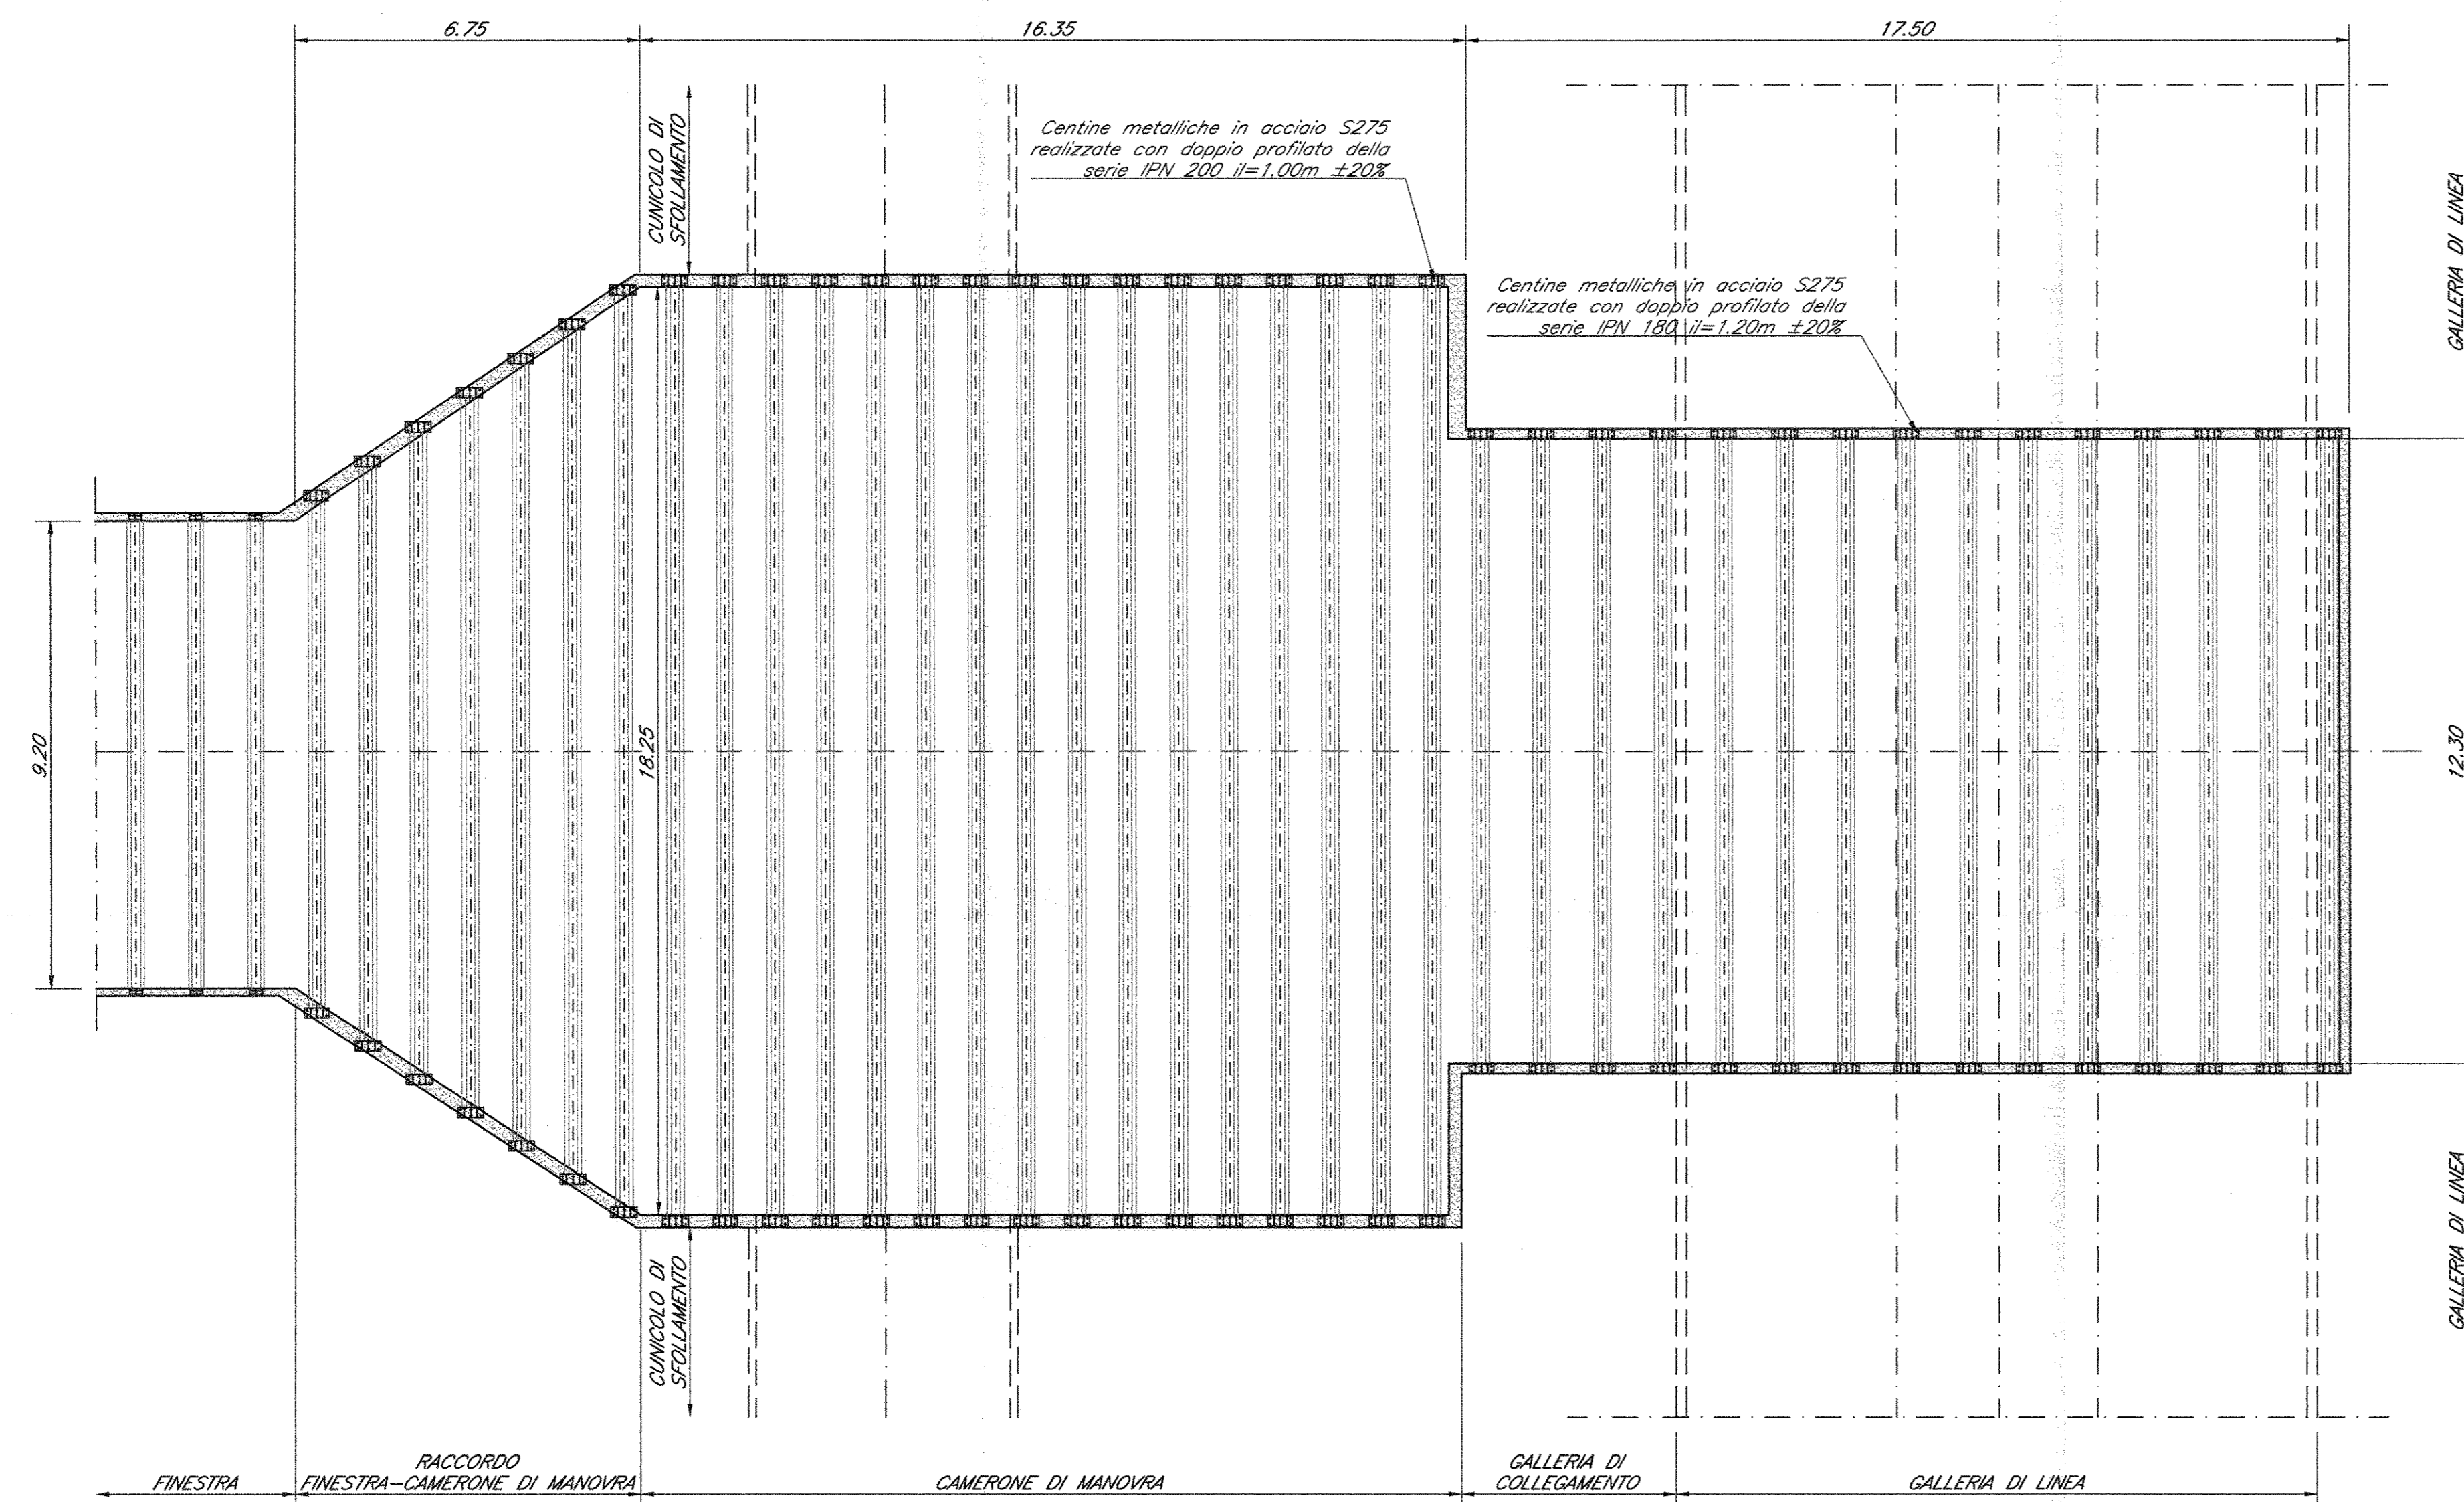 6.75
16.35
17.50
CUNICOLO DI
SFOLLAMENTO
Centine metalliche in acciaio S275
realizzate con doppio profilato della
serie IPN 200 il=1.00m ±20%
Centine metalliche in acciaio S275
realizzate con doppio profilato della
serie IPN 180 il=1.20m ±20%
GALLERIA DI LINEA
9.20
18.25
12.30
CUNICOLO DI
SFOLLAMENTO
GALLERIA DI LINEA
FINESTRA
RACCORDO
FINESTRA-CAMERONE DI MANOVRA
CAMERONE DI MANOVRA
GALLERIA DI
COLLEGAMENTO
GALLERIA DI LINEA